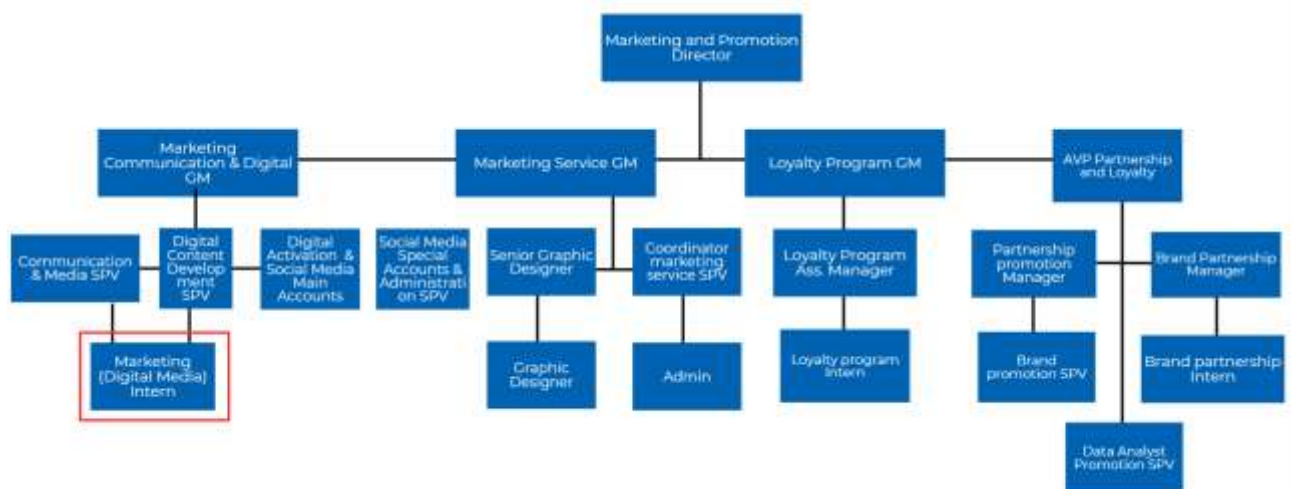 Marketing and Promotion
Director
Marketing
Communication & Digital
GM
Marketing Service GM
Loyalty Program GM
AVP Partnership
and Loyalty
Communication
& Media SPV
Digital
Content
Develop
ment
SPV
Digital
Activation &
Social Media
Main
Accounts
Social Media
Special
Accounts &
Administrati
on SPV
Senior Graphic
Designer
Coordinator
marketing
service SPV
Loyalty Program
Ass. Manager
Partnership
promotion
Manager
Brand Partnership
Manager
Marketing
(Digital Media)
Intern
Graphic
Designer
Admin
Loyalty program
Intern
Brand
promotion SPV
Brand partnership
Intern
Data Analyst
Promotion SPV